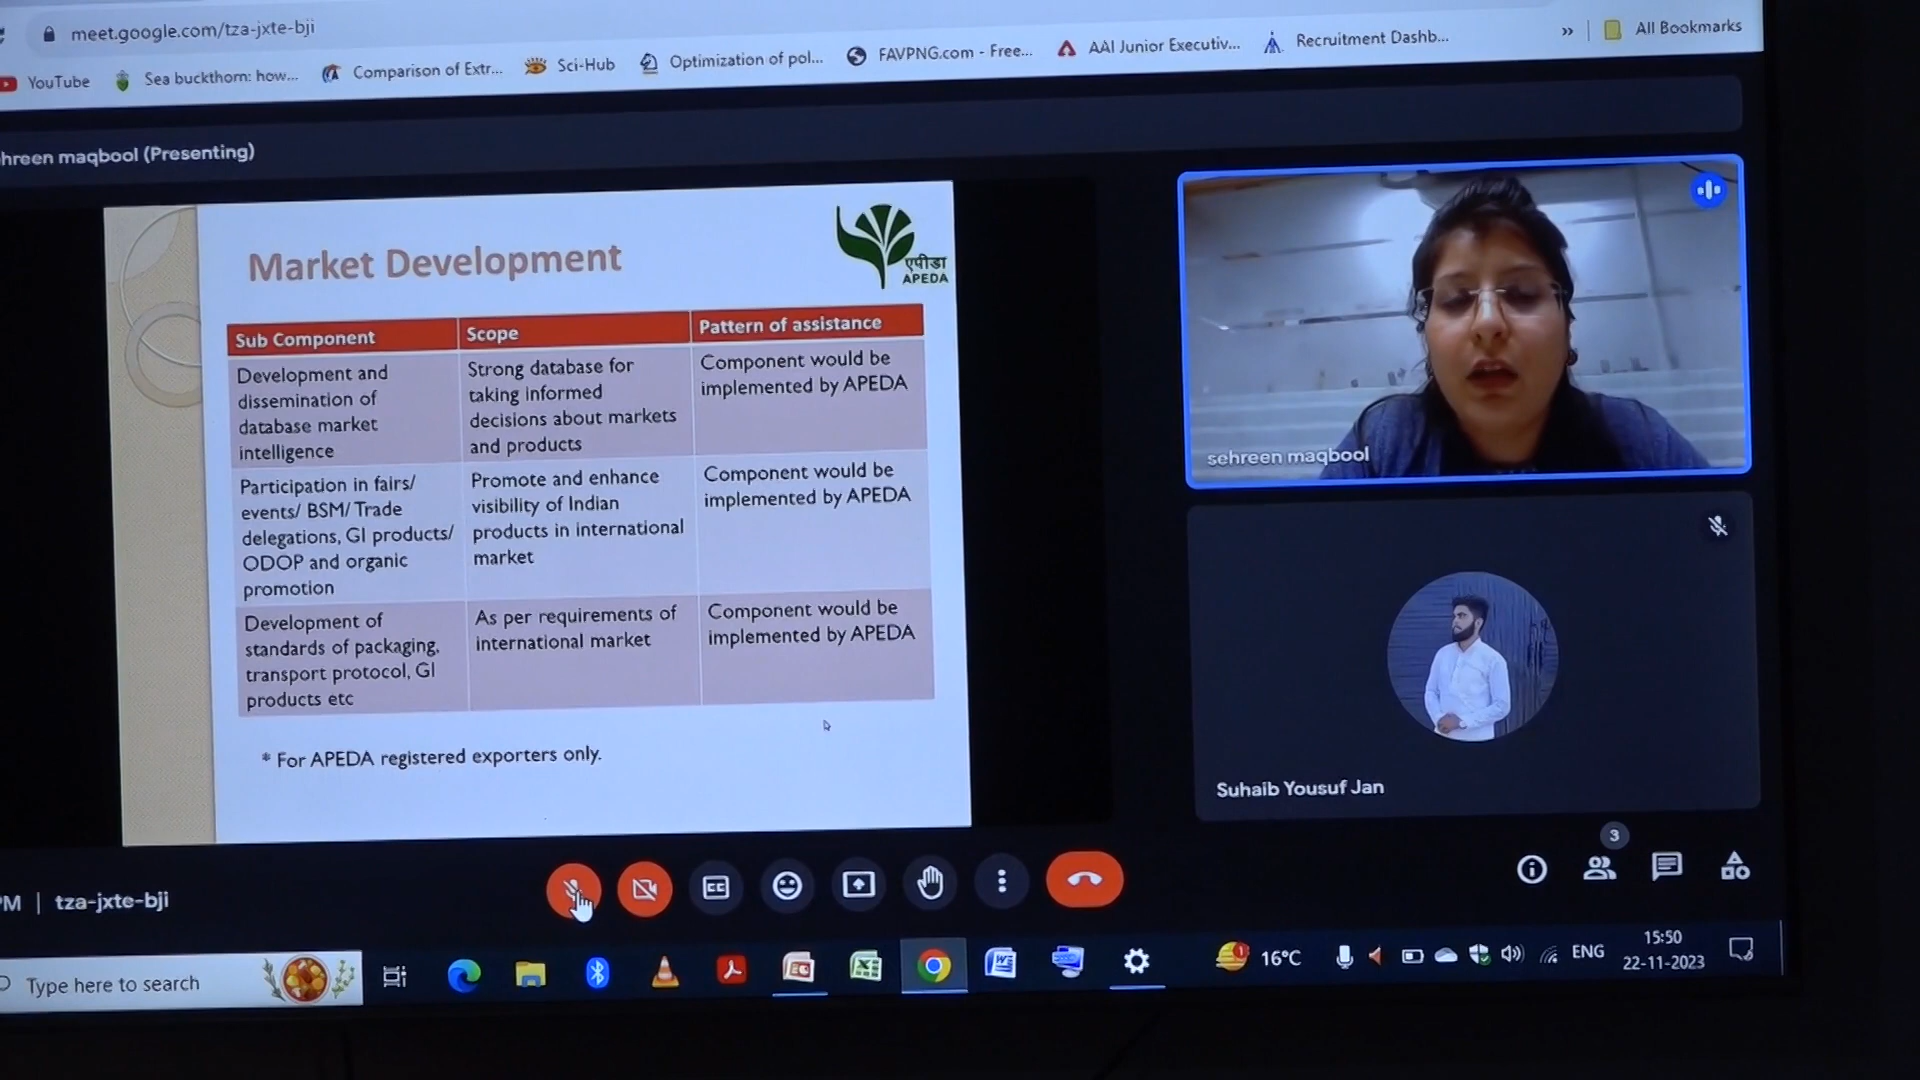 meet.google.com/tza-jxte-bji
All Bookmarks
YouTube
Sea buckthorn: how...
Comparison of Extr...
Sci-Hub
Optimization of pol...
FAVPNG.com - Free...
AAI Junior Executiv...
Recruitment Dashb...
hreen maqbool (Presenting)
Market Development
एपीडा
APEDA
Sub Component
Scope
Pattern of assistance
Development and
dissemination of
database market
intelligence
Strong database for
taking informed
decisions about markets
and products
Component would be
implemented by APEDA
Participation in fairs/
events/ BSM/ Trade
delegations, GI products/
ODOP and organic
promotion
Promote and enhance
visibility of Indian
products in international
market
Component would be
implemented by APEDA
Development of
standards of packaging,
transport protocol, GI
products etc
As per requirements of
international market
Component would be
implemented by APEDA
* For APEDA registered exporters only.
sehreen maqbool
Suhaib Yousuf Jan
3
PM | tza-jxte-bji
CC
Type here to search
1
16°C
ENG
15:50
22-11-2023